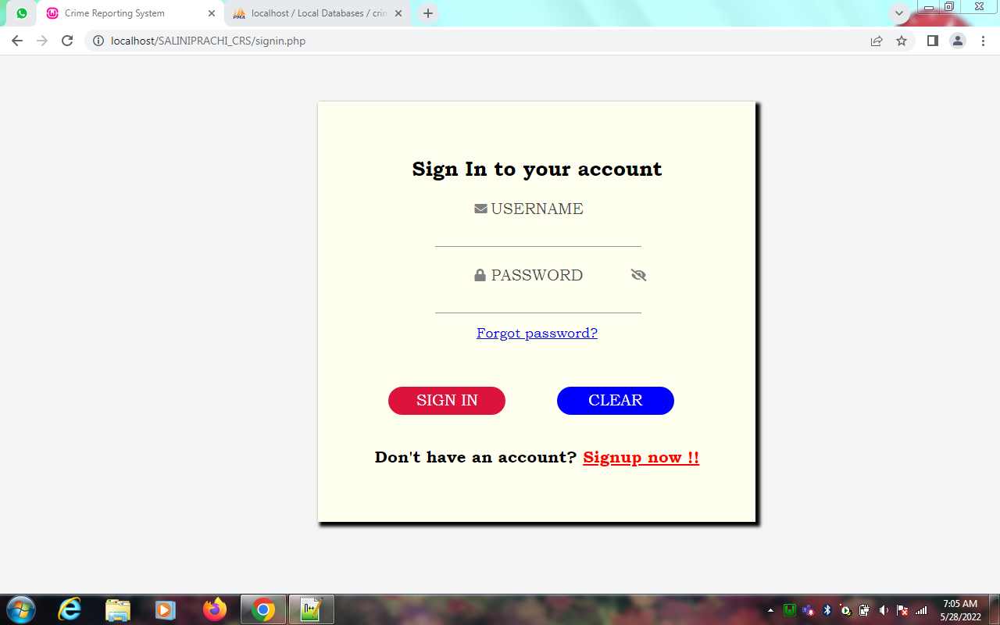 Crime Reporting System
PMA localhost / Local Databases / crim
localhost/SALINIPRACHI_CRS/signin.php
Sign In to your account
USERNAME
PASSWORD
Forgot password?
SIGN IN CLEAR
Don't have an account? Signup now !!
7:05 AM
5/28/2022